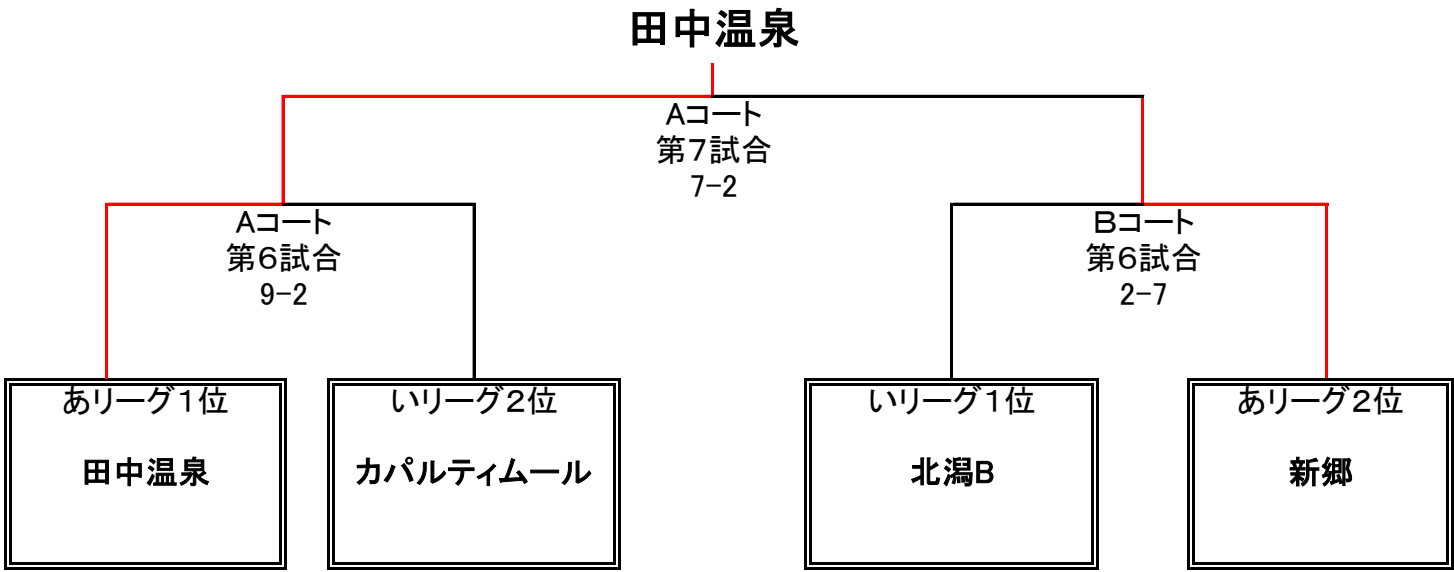 田中温泉
Aコート
第7試合
7-2
Aコート
第6試合
9-2
Bコート
第6試合
2-7
あリーグ1位
田中温泉
いリーグ2位
カパルティムール
いリーグ1位
北潟B
あリーグ2位
新郷